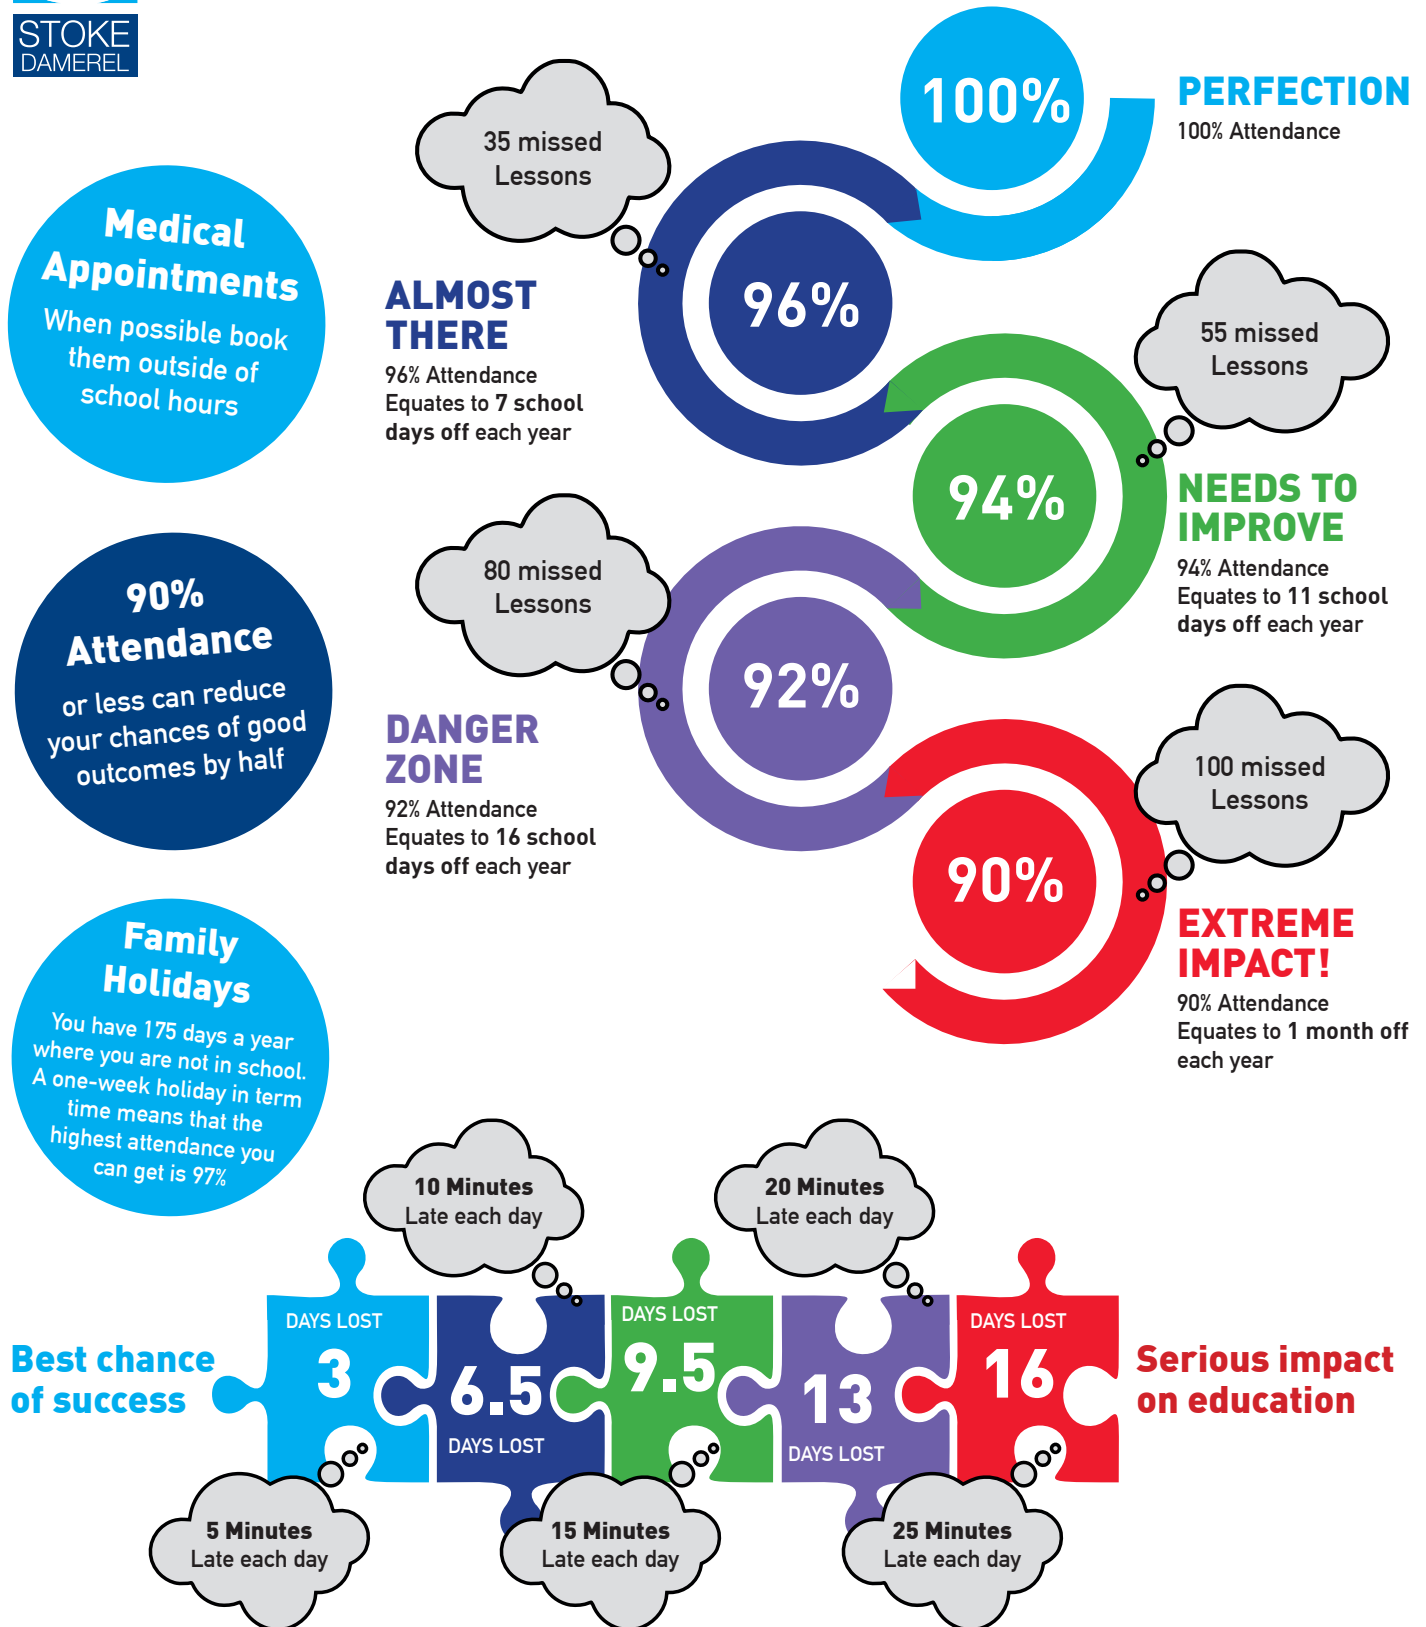 STOKE
DAMEREL
100%
PERFECTION
100% Attendance
35 missed
Lessons
96%
ALMOST
THERE
96% Attendance
Equates to 7 school
days off each year
55 missed
Lessons
94%
NEEDS TO
IMPROVE
94% Attendance
Equates to 11 school
days off each year
80 missed
Lessons
92%
DANGER
ZONE
92% Attendance
Equates to 16 school
days off each year
100 missed
Lessons
90%
EXTREME
IMPACT!
90% Attendance
Equates to 1 month off
each year
Medical
Appointments
When possible book
them outside of
school hours
90%
Attendance
or less can reduce
your chances of good
outcomes by half
Family
Holidays
You have 175 days a year
where you are not in school.
A one-week holiday in term
time means that the
highest attendance you
can get is 97%
Best chance
of success
DAYS LOST
3
5 Minutes
Late each day
10 Minutes
Late each day
6.5
DAYS LOST
DAYS LOST
9.5
15 Minutes
Late each day
20 Minutes
Late each day
13
DAYS LOST
DAYS LOST
16
25 Minutes
Late each day
Serious impact
on education